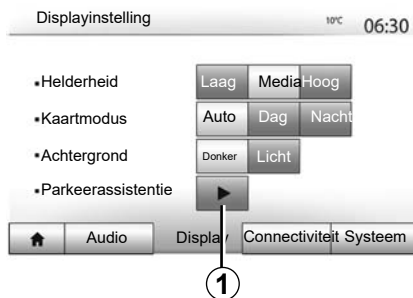 Displayinstelling 10°C 06:30
▪Helderheid Laag Media Hoog
▪Kaartmodus Auto Dag Nacht
▪Achtergrond Donker Licht
▪Parkeerassistentie
Audio Display Connectiviteit Systeem
1